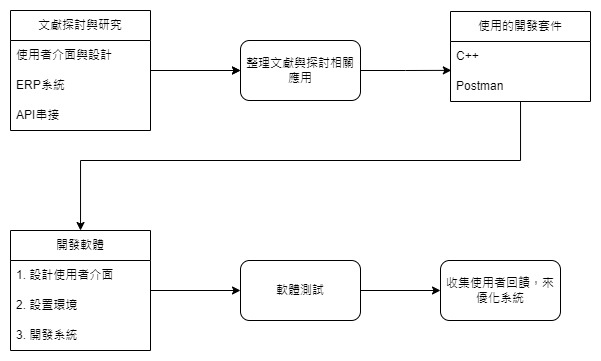 文獻探討與研究
使用者介面與設計
ERP系統
API串接
整理文獻與探討相關
應用
使用的開發套件
C++
Postman
開發軟體
1. 設計使用者介面
2. 設置環境
3. 開發系統
軟體測試
收集使用者回讀，來
優化系統